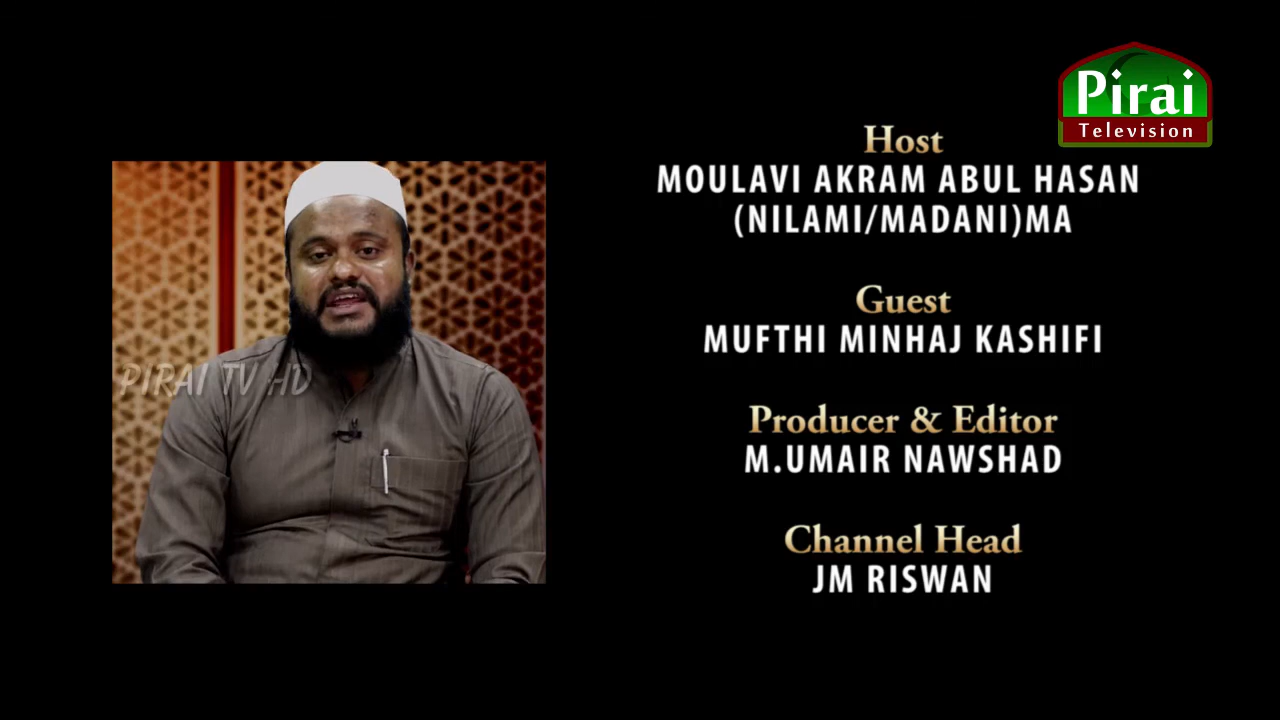 Pirai
Television
Host
MOULAVI AKRAM ABUL HASAN
(NILAMI/MADANI)MA
Guest
MUFTHI MINHAJ KASHIFI
PIRAI TV HD
Producer & Editor
M.UMAIR NAWSHAD
Channel Head
JM RISWAN